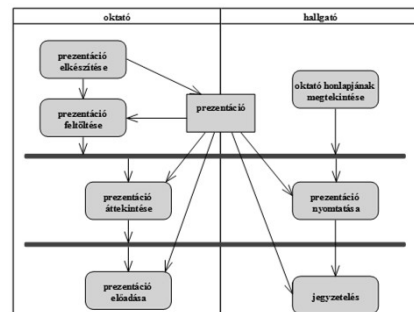 oktató
hallgató
prezentáció
elkészítése
prezentáció
oktató honlapjának
megtekintése
prezentáció
feltöltése
prezentáció
áttekintése
prezentáció
nyomtatása
prezentáció
előadása
jegyzetelés